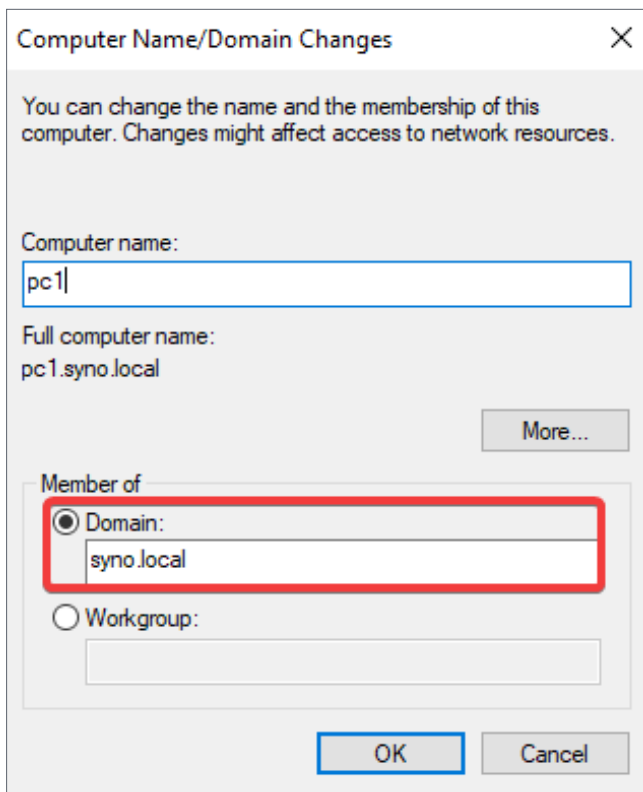 Computer Name/Domain Changes
You can change the name and the membership of this
computer. Changes might affect access to network resources.
Computer name:
pc1
Full computer name:
pc1.syno.local
More...
Member of
Domain:
syno.local
Workgroup:
OK
Cancel